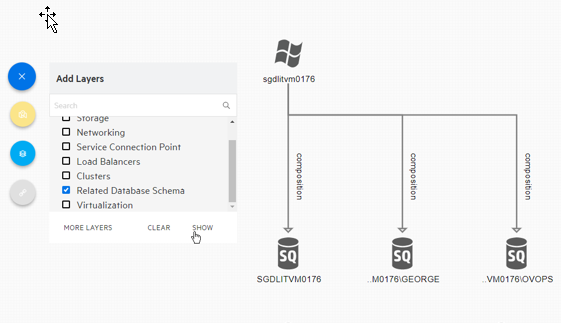 sgdlitvm0176
Add Layers
Search
Storage
Networking
Service Connection Point
Load Balancers
Clusters
Related Database Schema
Virtualization
MORE LAYERS CLEAR SHOW
composition composition composition
SQ SQ SQ
SGDLITVM0176 ..M0176\GEORGE ..VM0176\OVOPS